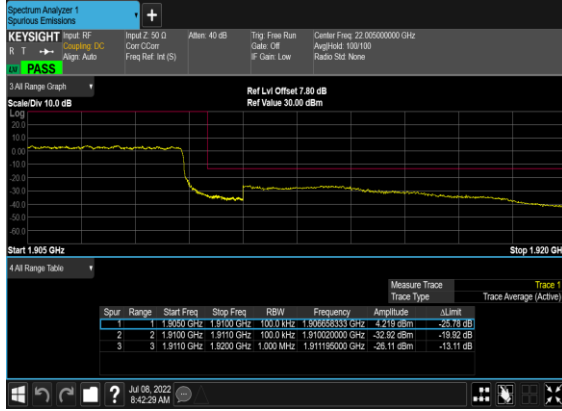 Spectrum Analyzer 1
Spurious Emissions
KEYSIGHT
R T
Input: RF
Coupling: DC
Align: Auto
Input Z: 50 Ω
Corr CCorr
Freq Ref: Int (S)
Atten: 40 dB
Trig: Free Run
Gate: Off
IF Gain: Low
Center Freq: 22.005000000 GHz
Avg|Hold: 100/100
Radio Std: None
PASS
3 All Range Graph
Scale/Div 10.0 dB
Ref Lvl Offset 7.80 dB
Ref Value 30.00 dBm
Log
20.0
10.0
0.00
-10.0
-20.0
-30.0
-40.0
-50.0
-60.0
Start 1.905 GHz
Stop 1.920 GH
4 All Range Table
Measure Trace Trace 1
Trace Type Trace Average (Active)
Spur Range Start Freq Stop Freq RBW Frequency Amplitude ΔLimit
1 1 1.9050 GHz 1.9100 GHz 100.0 kHz 1.906658333 GHz 4.219 dBm -25.78 dB
2 2 1.9100 GHz 1.9110 GHz 100.0 kHz 1.910020000 GHz -32.92 dBm -19.92 dB
3 3 1.9110 GHz 1.9200 GHz 1.000 MHz 1.911195000 GHz -26.11 dBm -13.11 dB
Jul 08, 2022
8:42:29 AM